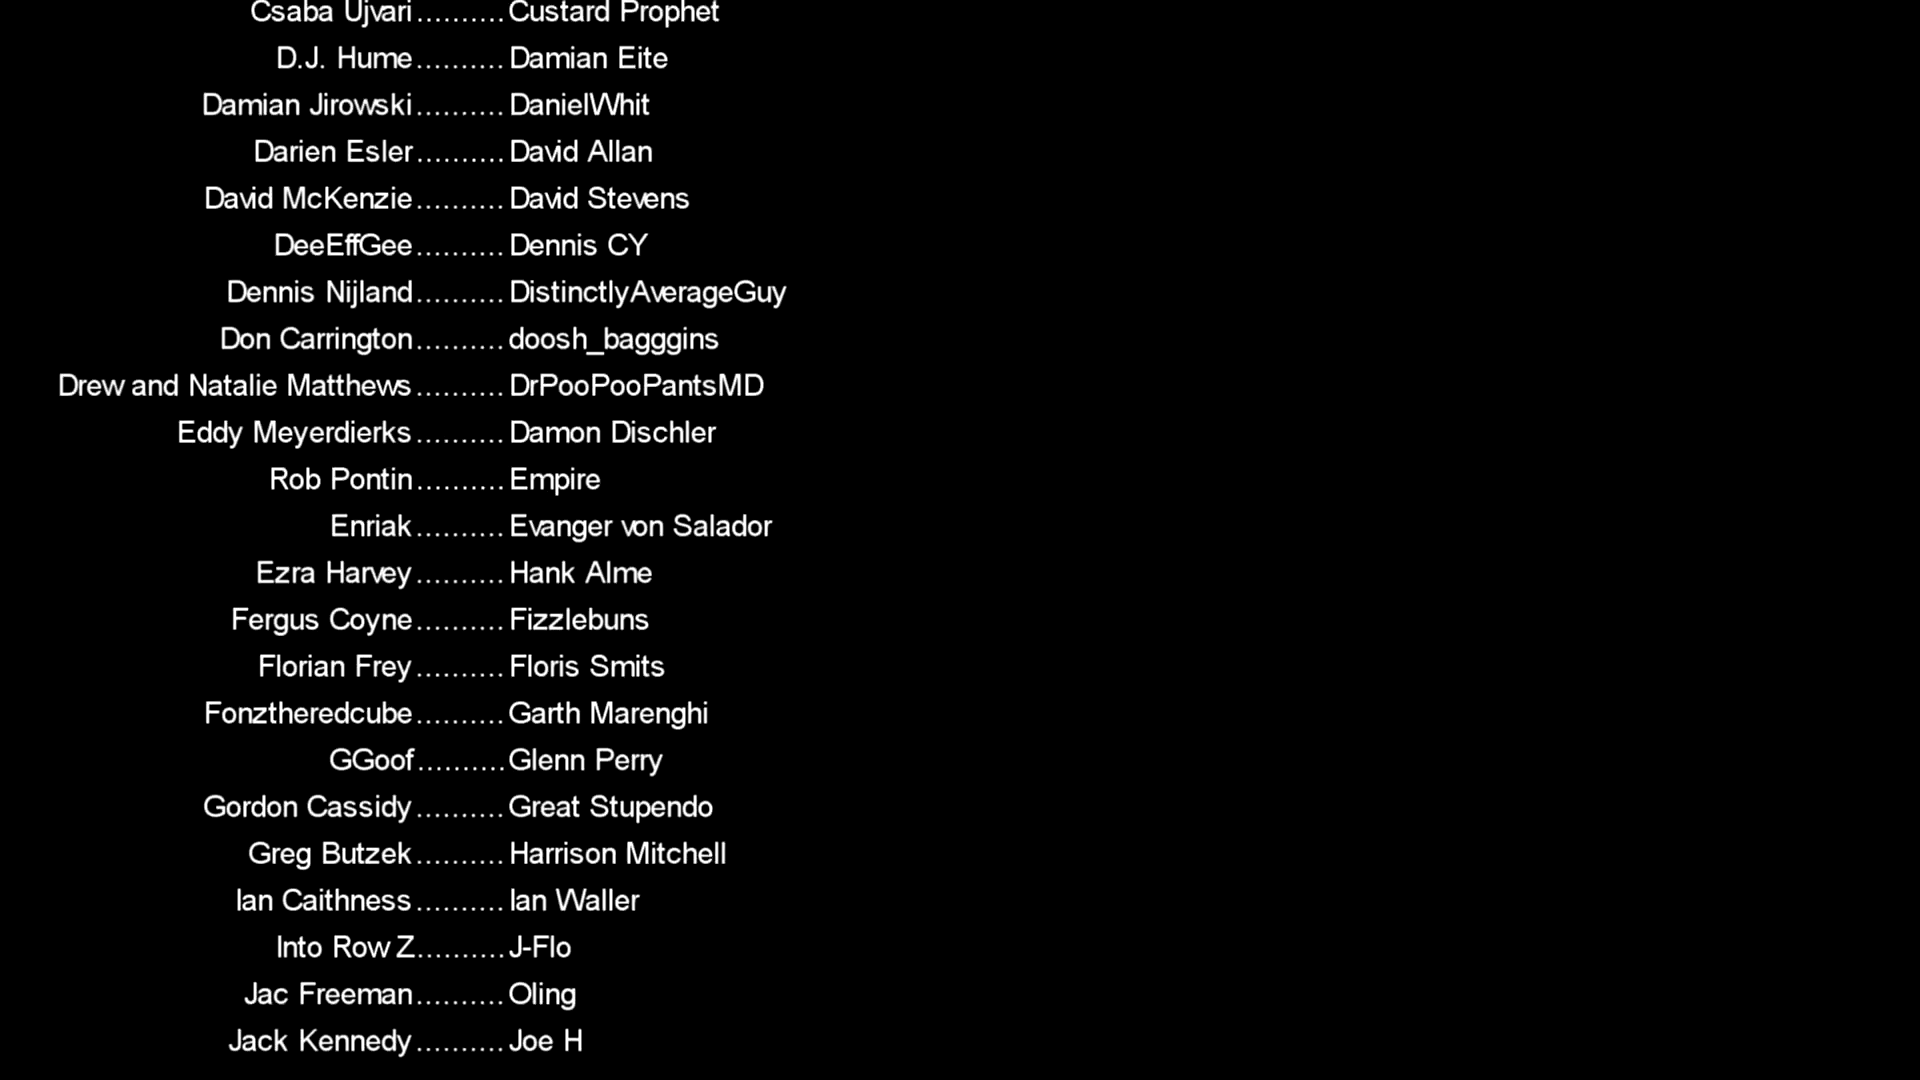 Csaba Ujvari..........Custard Prophet
D.J. Hume..........Damian Eite
Damian Jirowski..........DanielWhit
Darien Esler..........David Allan
David McKenzie..........David Stevens
DeeEffGee..........Dennis CY
Dennis Nijland..........DistinctlyAverageGuy
Don Carrington..........doosh_bagggins
Drew and Natalie Matthews..........DrPooPooPantsMD
Eddy Meyerdierks..........Damon Dischler
Rob Pontin..........Empire
Enriak..........Evanger von Salador
Ezra Harvey..........Hank Alme
Fergus Coyne..........Fizzlebuns
Florian Frey..........Floris Smits
Fonztheredcube..........Garth Marenghi
GGoof..........Glenn Perry
Gordon Cassidy..........Great Stupendo
Greg Butzek..........Harrison Mitchell
Ian Caithness..........Ian Waller
Into Row Z..........J-Flo
Jac Freeman..........Oling
Jack Kennedy..........Joe H